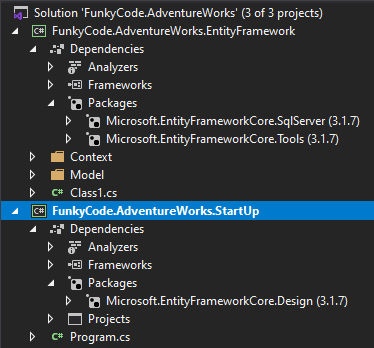 Solution 'FunkyCode.AdventureWorks' (3 of 3 projects)
C# FunkyCode.AdventureWorks.EntityFramework
Dependencies
Analyzers
Frameworks
Packages
Microsoft.EntityFrameworkCore.SqlServer (3.1.7)
Microsoft.EntityFrameworkCore.Tools (3.1.7)
Context
Model
C# Class1.cs
C# FunkyCode.AdventureWorks.StartUp
Dependencies
Analyzers
Frameworks
Packages
Microsoft.EntityFrameworkCore.Design (3.1.7)
Projects
C# Program.cs